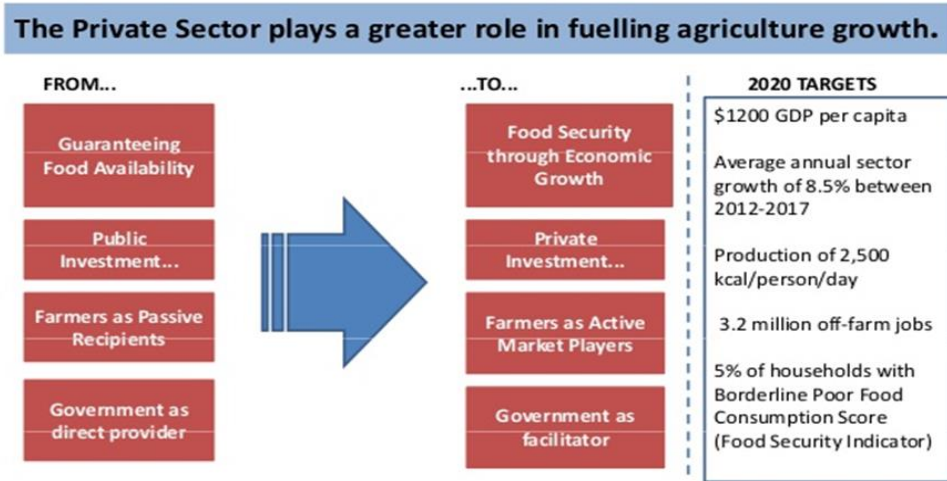 The Private Sector plays a greater role in fuelling agriculture growth.
FROM...
Guaranteeing
Food Availability
Public
Investment...
Farmers as Passive
Recipients
Government as
direct provider
...TO...
Food Security
through Economic
Growth
Private
Investment...
Farmers as Active
Market Players
Government as
facilitator
2020 TARGETS
$1200 GDP per capita
Average annual sector
growth of 8.5% between
2012-2017
Production of 2,500
kcal/person/day
3.2 million off-farm jobs
5% of households with
Borderline Poor Food
Consumption Score
(Food Security Indicator)